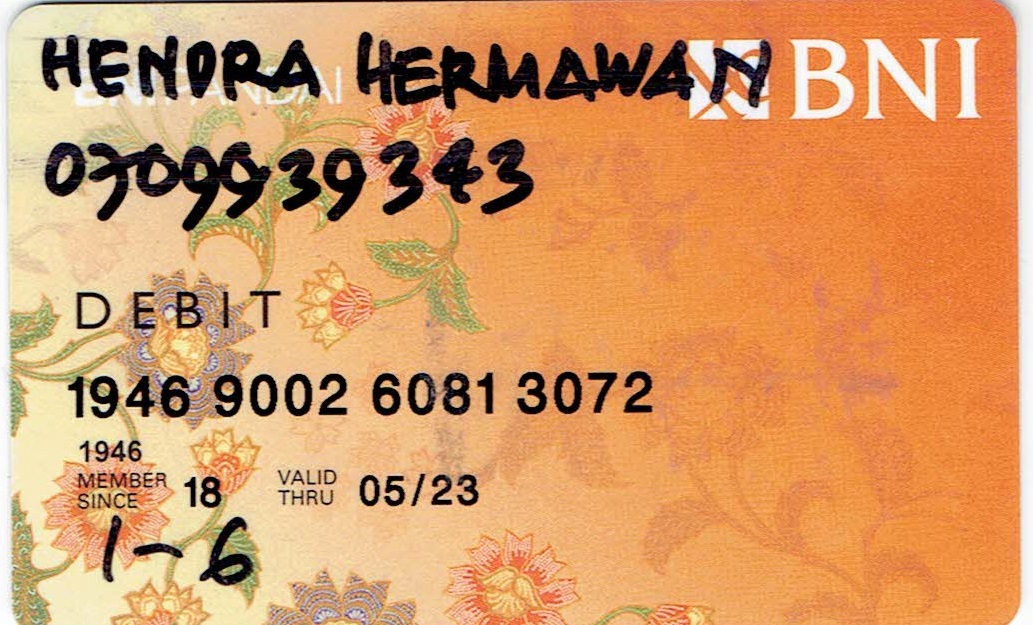 HENDRA HERMAWAN
BNI
0709939343
DEBIT
1946 9002 6081 3072
1946
MEMBER SINCE 18 VALID THRU 05/23
1-6